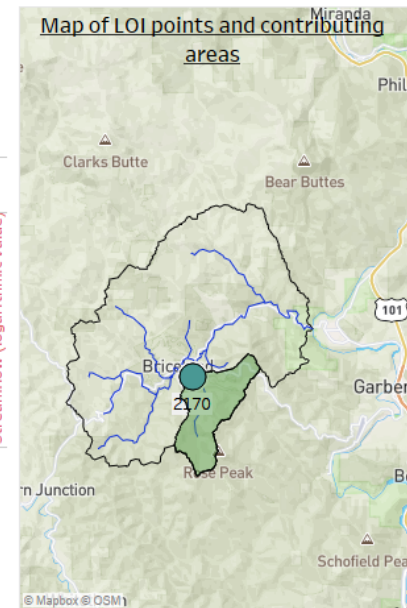 Map of LOI points and contributing
areas
Miranda
Phil
Clarks Butte
Bear Buttes
101
2170
Garber
Rose Peak
rn Junction
Be
Schofield Pea
© Mapbox © OSM